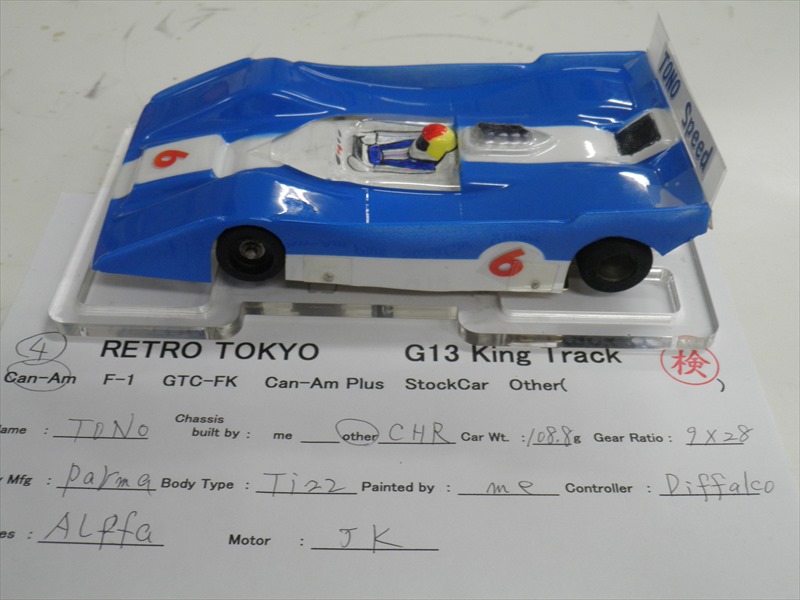 TONO Speed
6
6
4 RETRO TOKYO G13 King Track 検
Can-Am F-1 GTC-FK Can-Am Plus StockCar Other( )
ame : TONO Chassis built by : me other CHR Car Wt. : 108.8g Gear Ratio : 9X28
Mfg : Parma Body Type : Tizz Painted by : me Controller : Diffalco
es : ALPfa Motor : JK